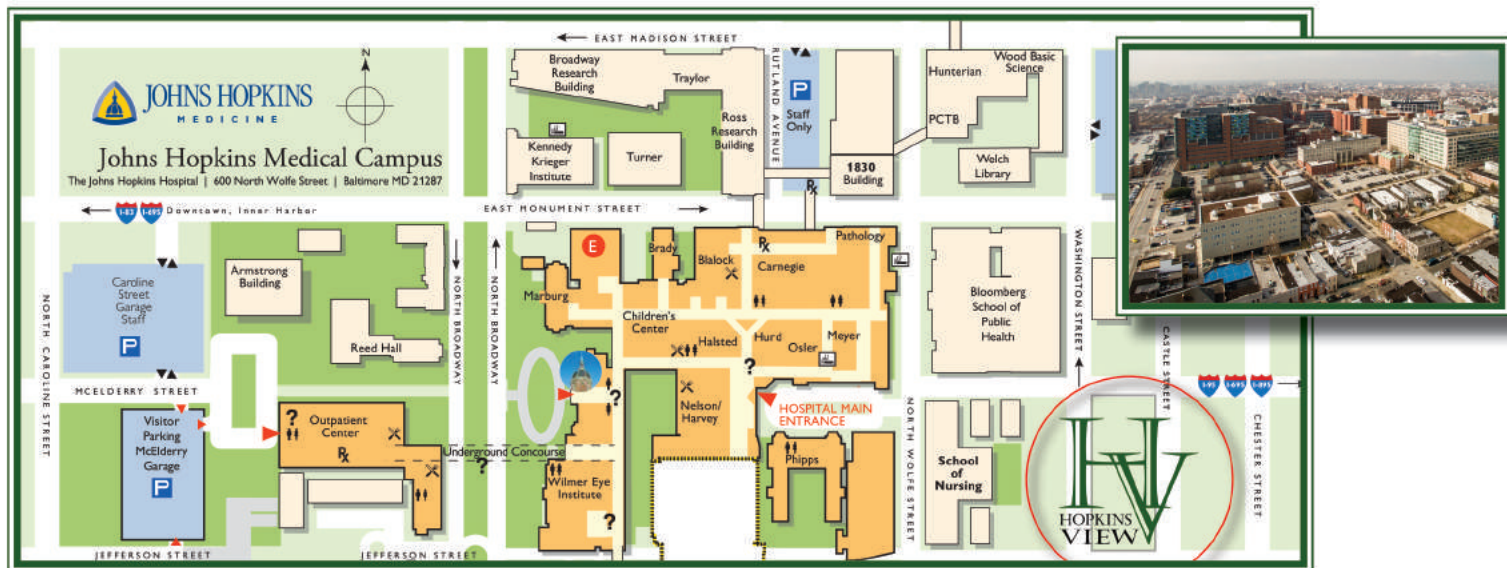 EAST MADISON STREET
N
JOHNS HOPKINS
MEDICINE
Johns Hopkins Medical Campus
The Johns Hopkins Hospital | 600 North Wolfe Street | Baltimore MD 21287
Broadway
Research
Building
Traylor
Ross
Research
Building
Kennedy
Krieger
Institute
Turner
RUTLAND AVENUE
P
Staff
Only
1830
Building
Hunterian
Wood Basic
Science
PCTB
Welch
Library
I-83 I-695 Downtown, Inner Harbor
EAST MONUMENT STREET
Rx
NORTH CAROLINE STREET
Caroline
Street
Garage
Staff
P
Armstrong
Building
Reed Hall
NORTH BROADWAY
NORTH BROADWAY
E
Marburg
Brady
Blalock
Rx
Carnegie
Pathology
Children's
Center
Halsted
Hurd
Osler
Meyer
?
?
Nelson/
Harvey
HOSPITAL MAIN
ENTRANCE
Bloomberg
School of
Public
Health
WASHINGTON STREET
CASTLE STREET
I-95 I-695 I-895
CHESTER STREET
MCELDERRY STREET
Visitor
Parking
McElderry
Garage
P
?
Outpatient
Center
Rx
Underground Concourse
?
Wilmer Eye
Institute
?
Phipps
NORTH WOLFE STREET
School
of
Nursing
HV
HOPKINS
VIEW
JEFFERSON STREET
JEFFERSON STREET